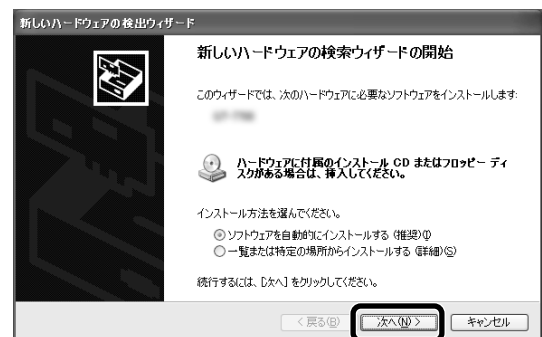 新しいハードウェアの検出ウィザード
新しいハードウェアの検索ウィザードの開始
このウィザードでは、次のハードウェアに必要なソフトウェアをインストールします:
ハードウェアに付属のインストール CD またはフロッピー ディ
スクがある場合は、挿入してください。
インストール方法を選んでください。
ソフトウェアを自動的にインストールする (推奨)(I)
一覧または特定の場所からインストールする (詳細)(S)
続行するには、[次へ] をクリックしてください。
< 戻る(B) 次へ(N) > キャンセル